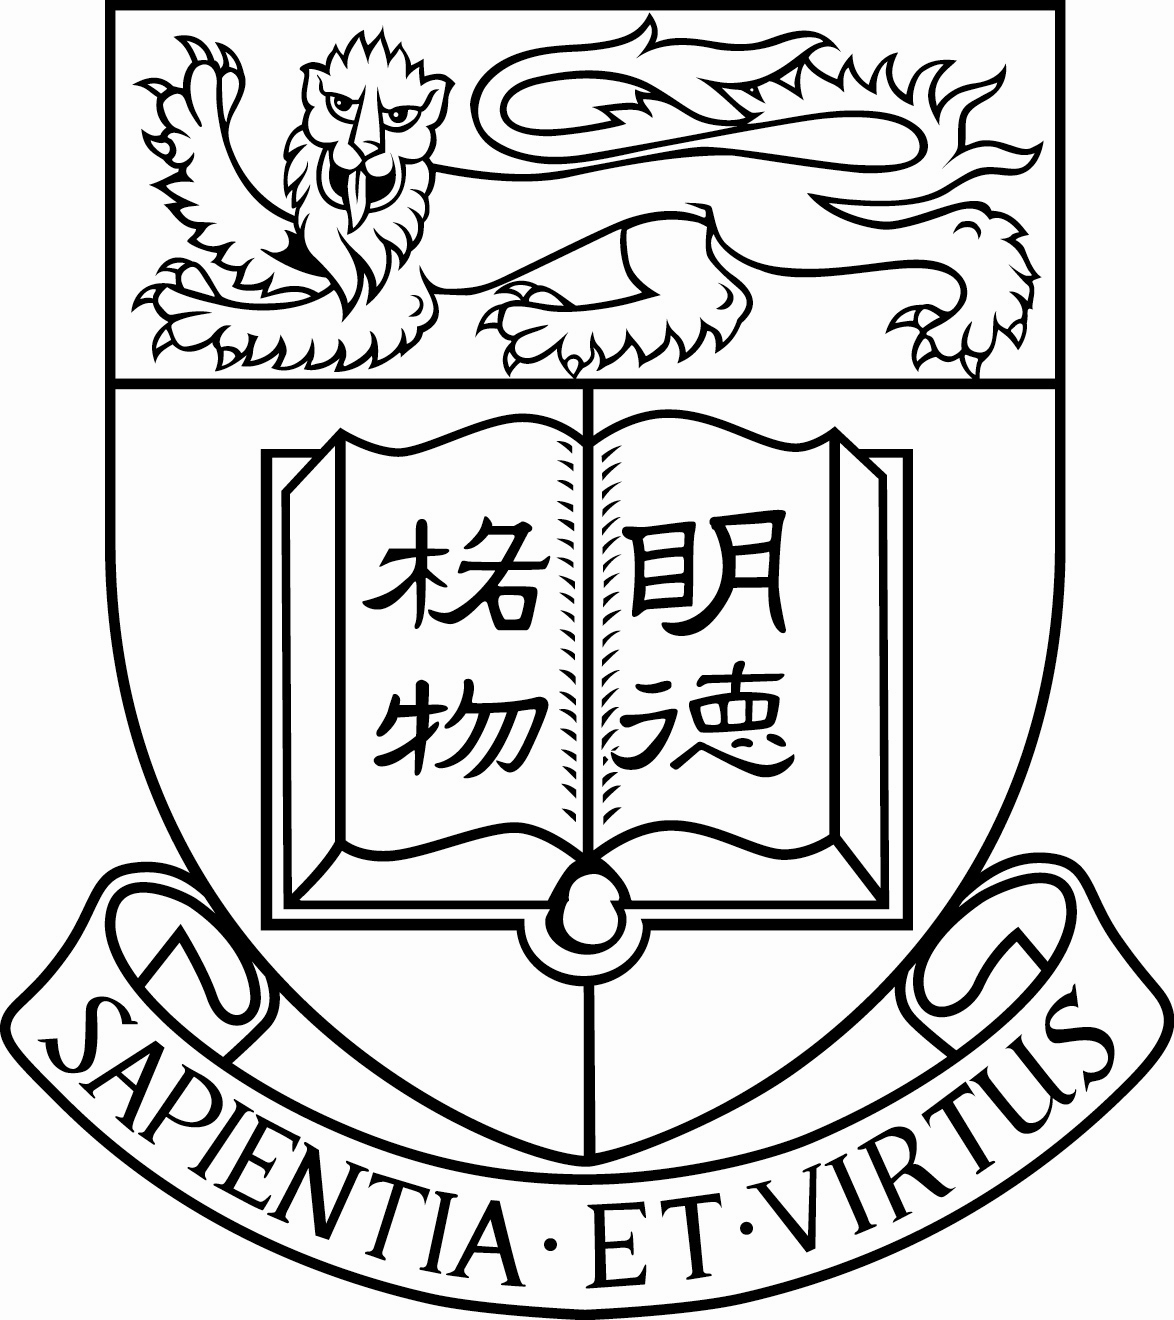 明德
格物
SAPIENTIA · ET · VIRTUS